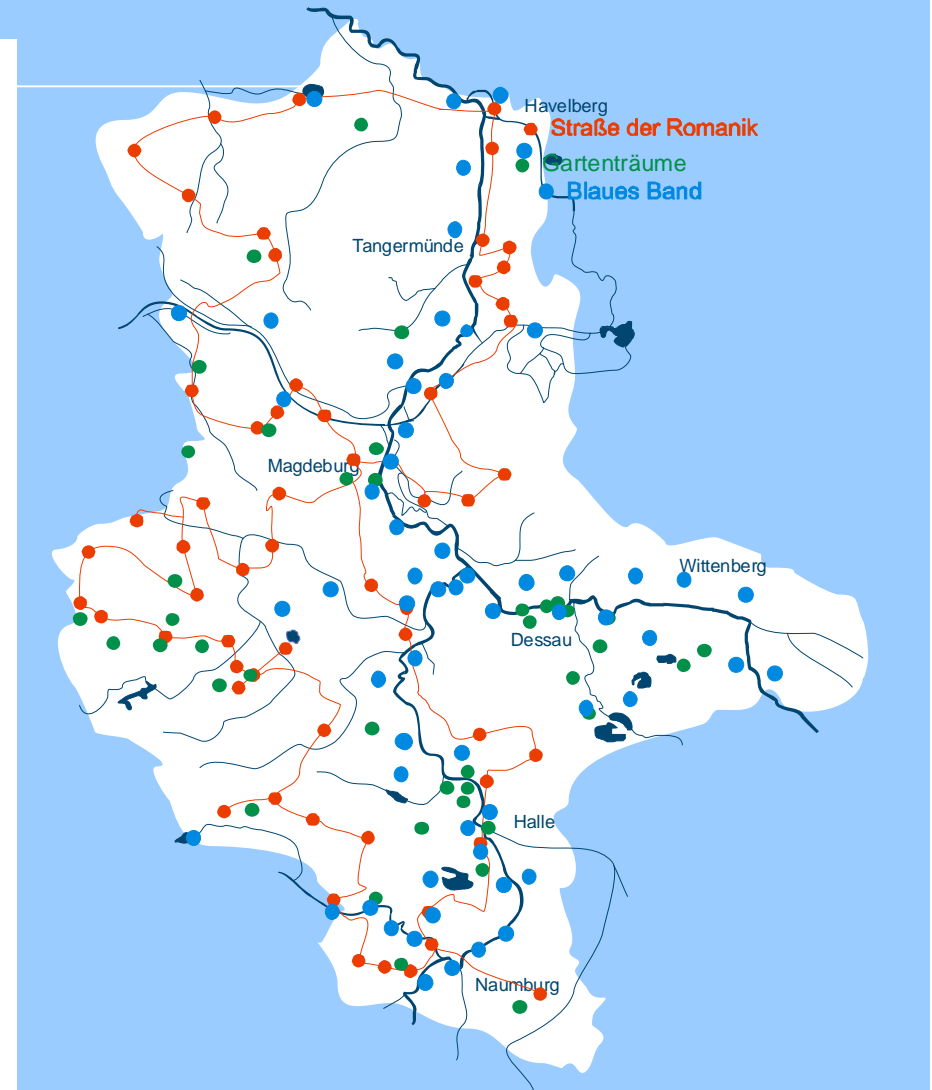 Havelberg
Straße der Romanik
Gartenträume
Blaues Band
Tangermünde
Magdeburg
Wittenberg
Dessau
Halle
Naumburg